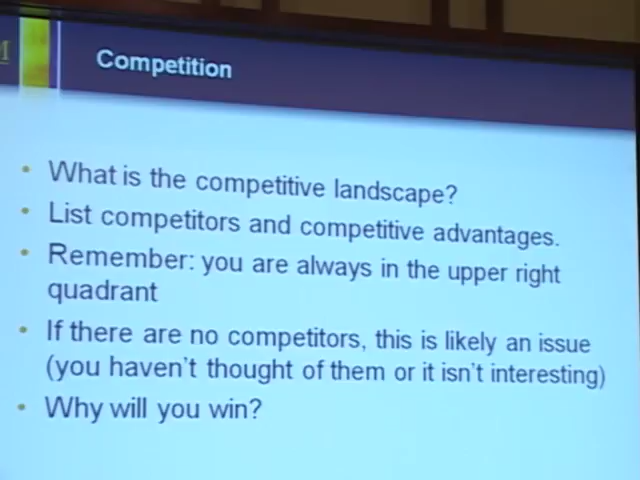 M
Competition
• What is the competitive landscape?
• List competitors and competitive advantages.
• Remember: you are always in the upper right
quadrant
• If there are no competitors, this is likely an issue
(you haven't thought of them or it isn't interesting)
• Why will you win?